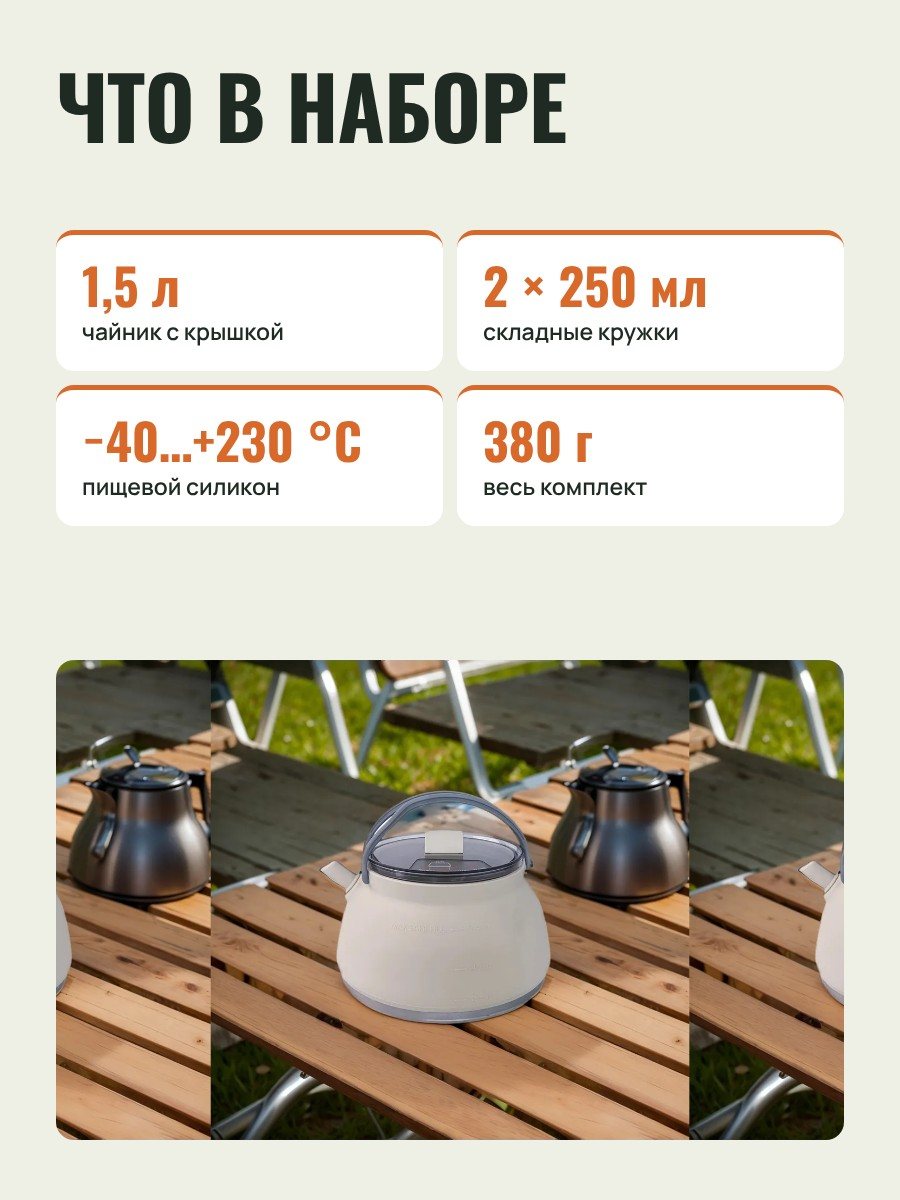 ЧТО В НАБОРЕ
1,5 л
чайник с крышкой
2 × 250 мл
складные кружки
−40…+230 °C
пищевой силикон
380 г
весь комплект